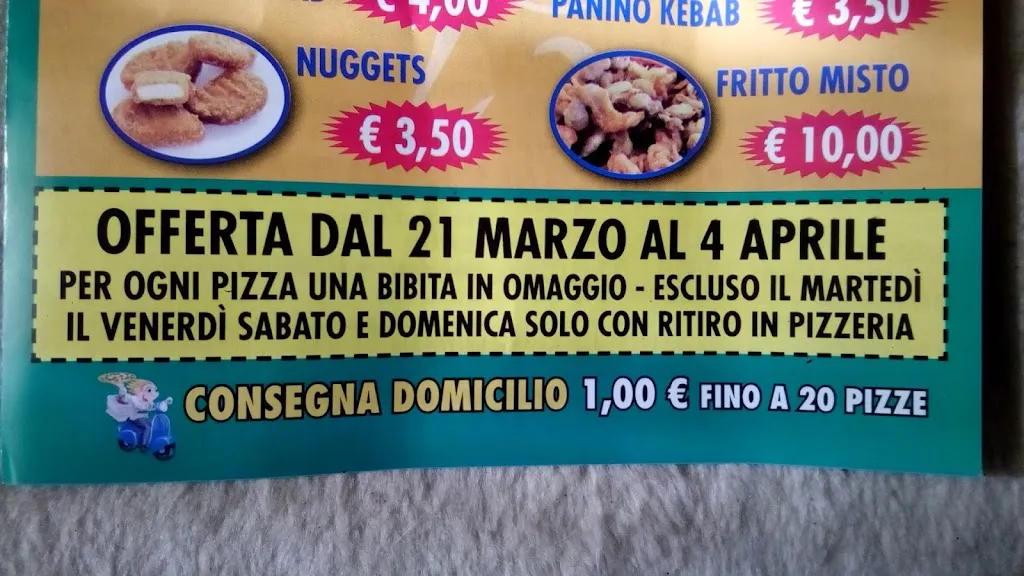 € 4,00
PANINO KEBAB
€ 3,50
NUGGETS
€ 3,50
FRITTO MISTO
€ 10,00
OFFERTA DAL 21 MARZO AL 4 APRILE
PER OGNI PIZZA UNA BIBITA IN OMAGGIO - ESCLUSO IL MARTEDÌ
IL VENERDÌ SABATO E DOMENICA SOLO CON RITIRO IN PIZZERIA
CONSEGNA DOMICILIO 1,00 € FINO A 20 PIZZE